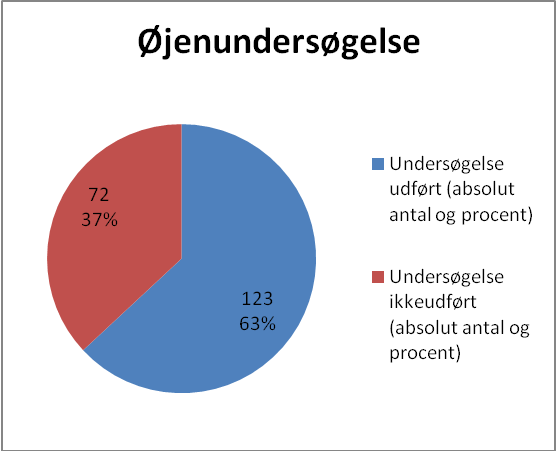 Øjenundersøgelse
72
37%
123
63%
Undersøgelse
udført (absolut
antal og procent)
Undersøgelse
ikkeudført
(absolut antal og
procent)